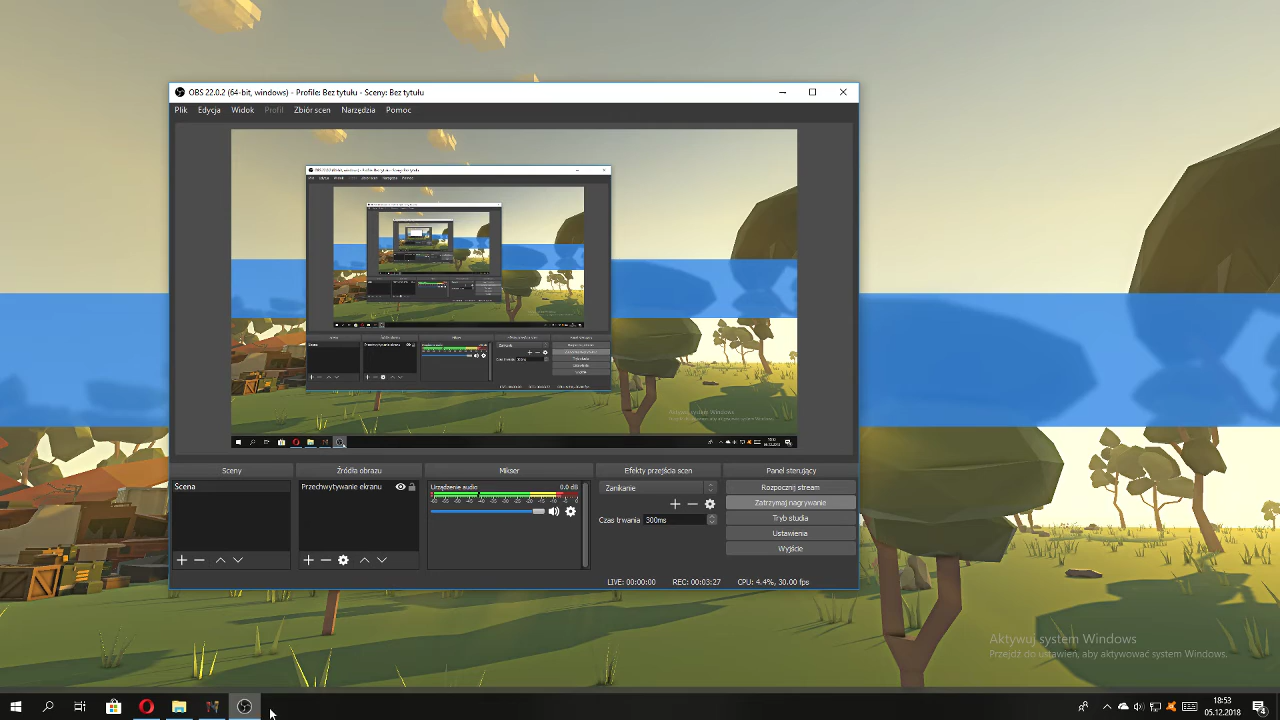 OBS 22.0.2 (64-bit, windows) - Profile: Bez tytułu - Sceny: Bez tytułu
Plik Edycja Widok Profil Zbiór scen Narzędzia Pomoc
Sceny Źródła obrazu Mikser Efekty przejścia scen Panel sterujący
Scena
Przechwytywanie ekranu
Urządzenie audio 0.0 dB
Zanikanie
Czas trwania 300ms
Rozpocznij stream
Zatrzymaj nagrywanie
Tryb studia
Ustawienia
Wyjście
LIVE: 00:00:00 REC: 00:03:27 CPU: 4.4%, 30.00 fps
Aktywuj system Windows
Przejdź do ustawień, aby aktywować system Windows.
18:53
05.12.2018
4